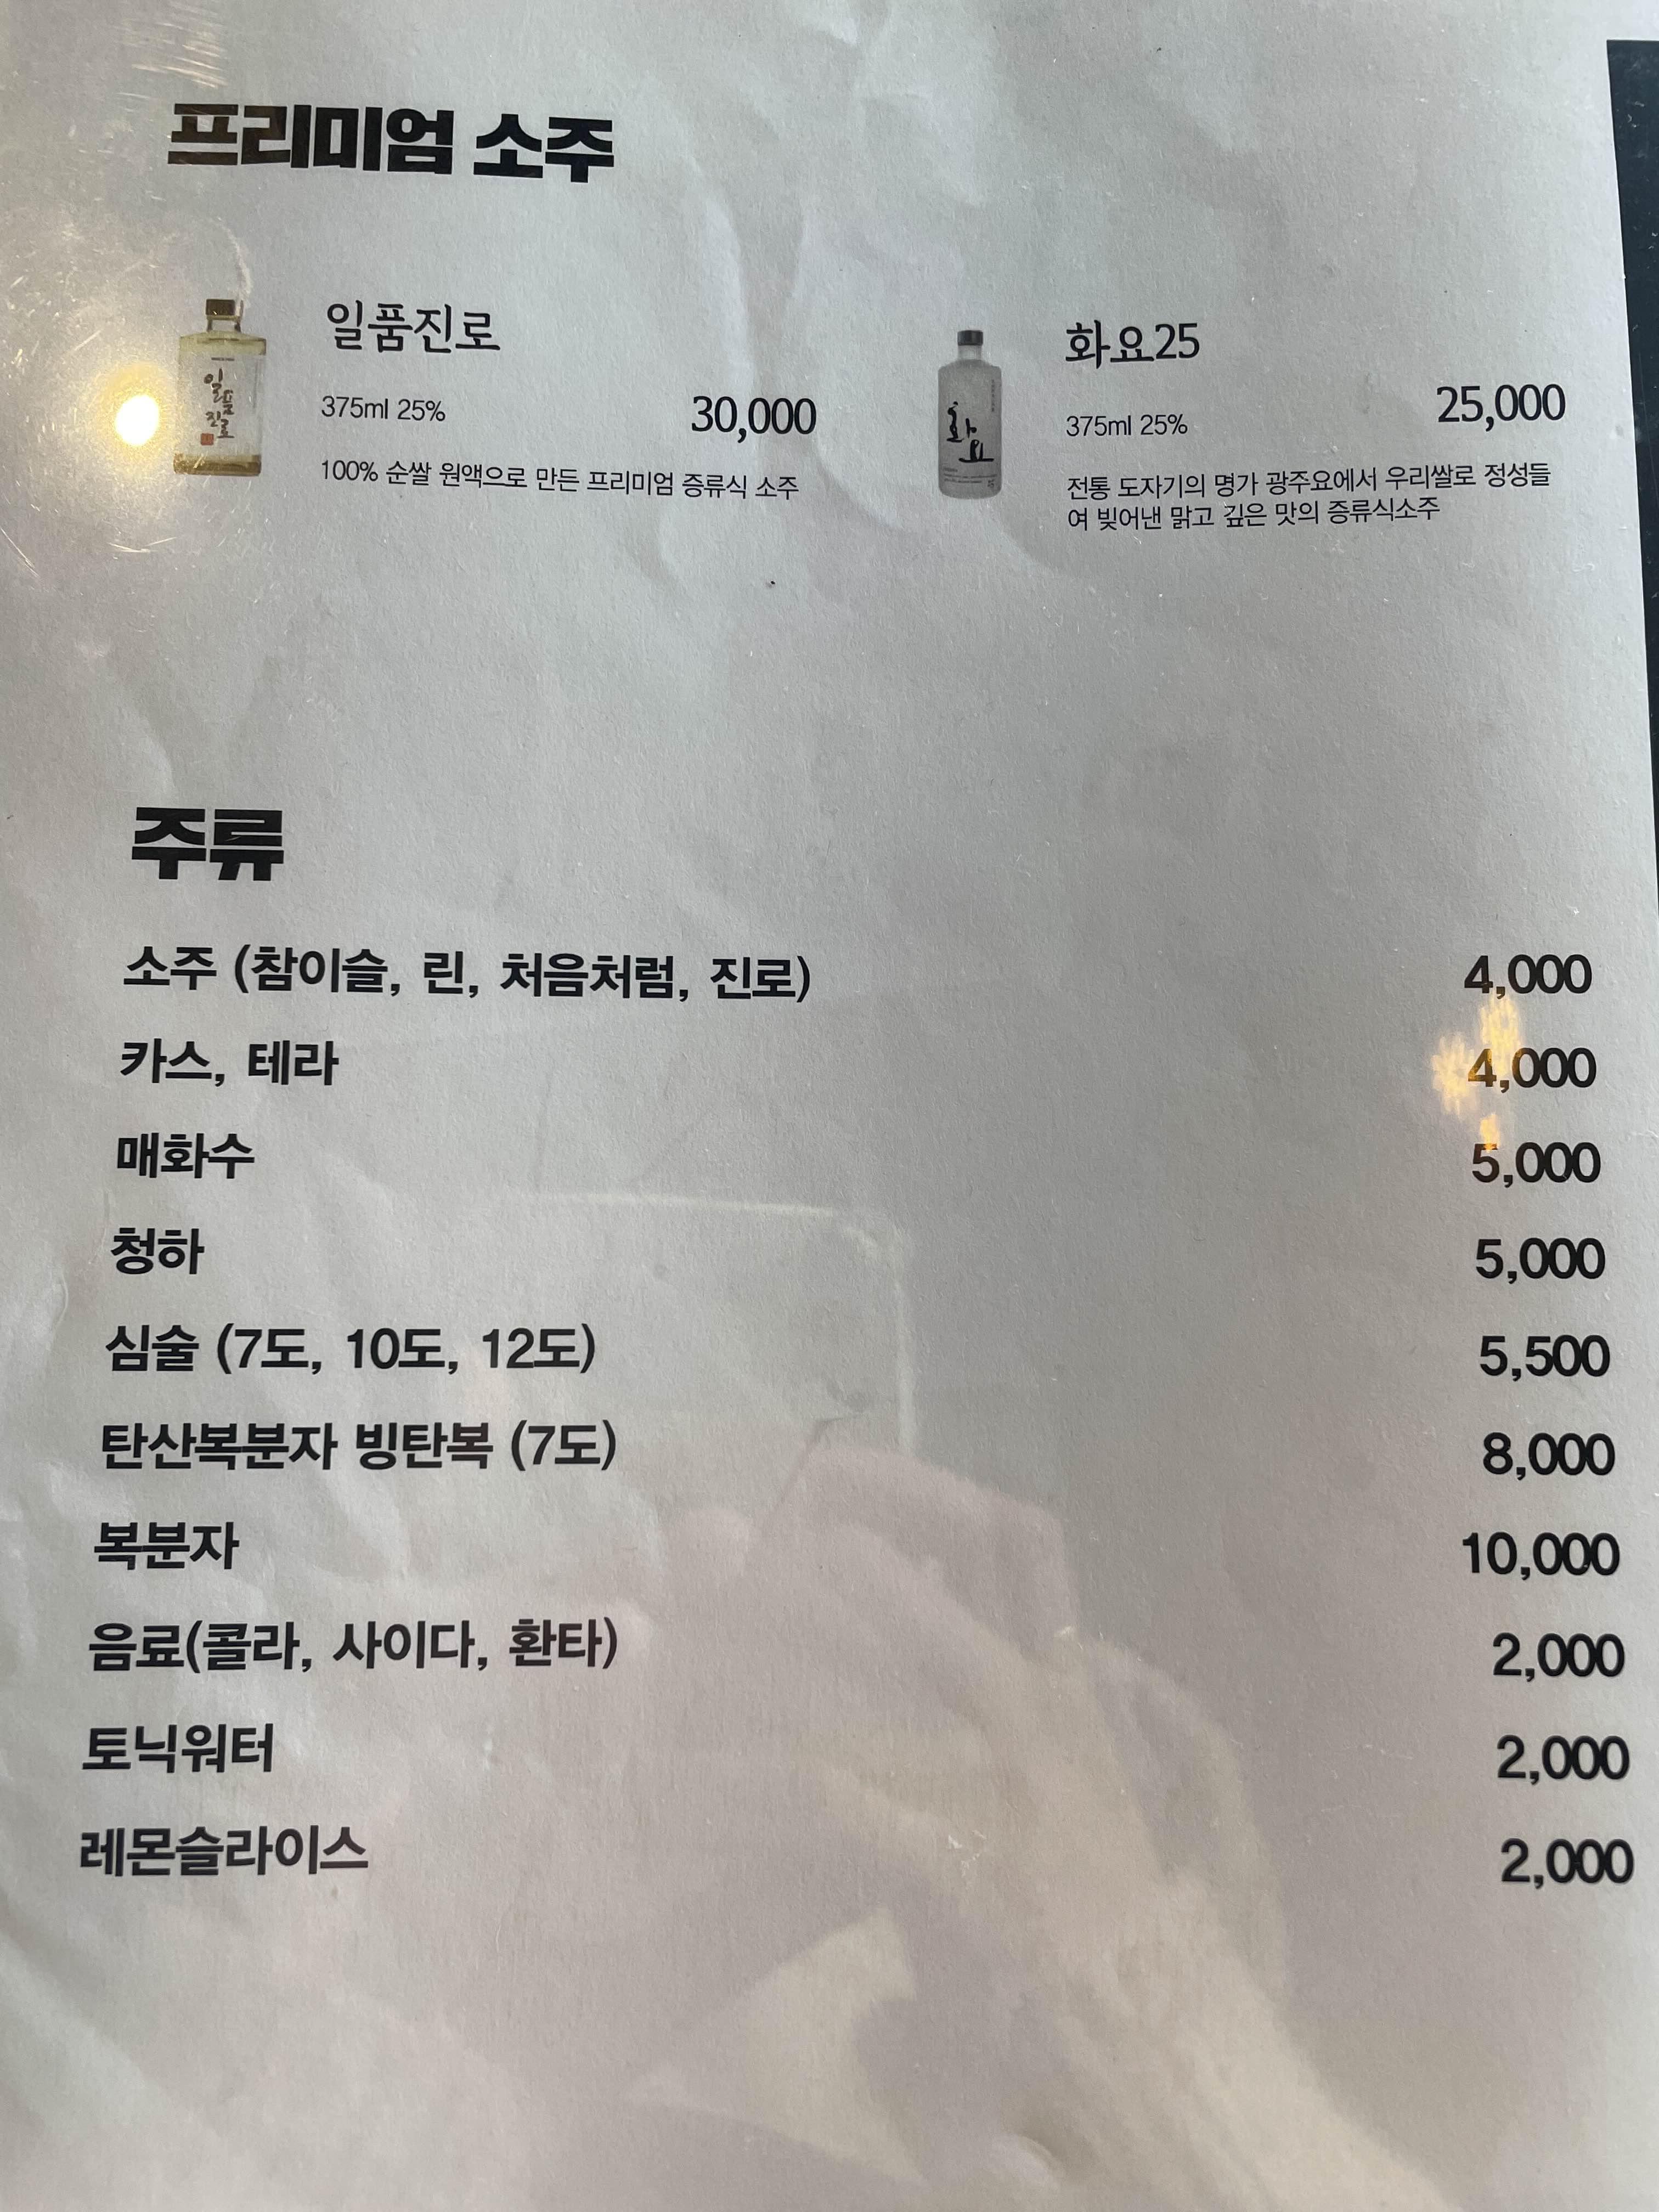 프리미엄 소주
일품진로
375ml 25%
30,000
100% 순쌀 원액으로 만든 프리미엄 증류식 소주
일품
진로
화요25
375ml 25%
25,000
전통 도자기의 명가 광주요에서 우리쌀로 정성들
여 빚어낸 맑고 깊은 맛의 증류식소주
화요
주류
소주 (참이슬, 린, 처음처럼, 진로) 4,000
카스, 테라 4,000
매화수 5,000
청하 5,000
심술 (7도, 10도, 12도) 5,500
탄산복분자 빙탄복 (7도) 8,000
복분자 10,000
음료(콜라, 사이다, 환타) 2,000
토닉워터 2,000
레몬슬라이스 2,000